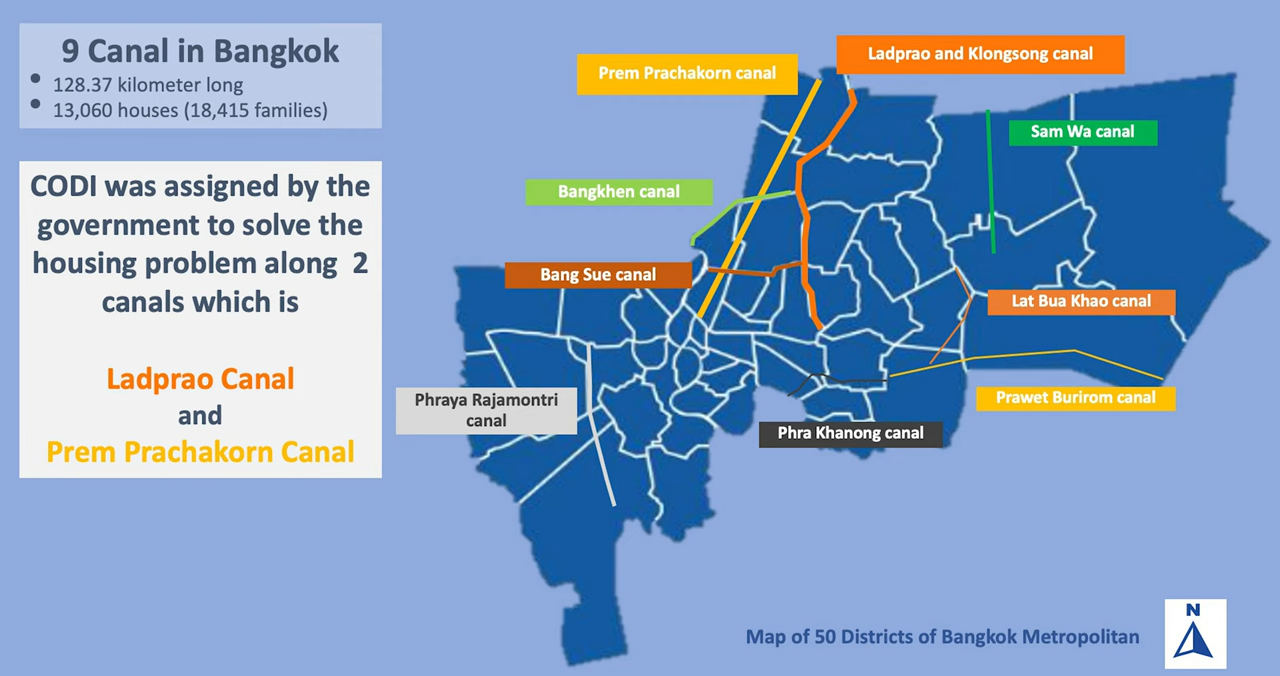 9 Canal in Bangkok
• 128.37 kilometer long
• 13,060 houses (18,415 families)
CODI was assigned by the
government to solve the
housing problem along 2
canals which is
Ladprao Canal
and
Prem Prachakorn Canal
Prem Prachakorn canal
Ladprao and Klongsong canal
Sam Wa canal
Bangkhen canal
Bang Sue canal
Lat Bua Khao canal
Phraya Rajamontri
canal
Prawet Burirom canal
Phra Khanong canal
Map of 50 Districts of Bangkok Metropolitan
N